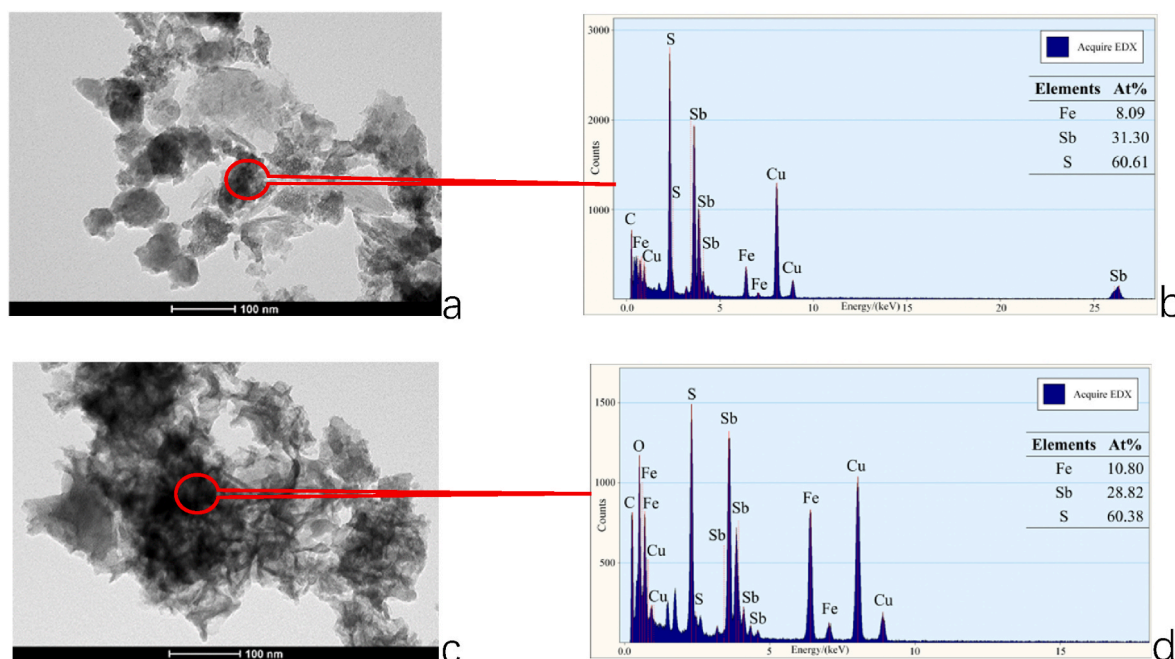 100 nm
a
3000
2000
1000
Counts
S
Sb
Cu
S
Sb
C
Fe
Cu
Sb
Fe
Fe
Cu
Sb
0.0
5
10
15
20
25
Energy/(keV)
Acquire EDX
Elements At%
Fe 8.09
Sb 31.30
S 60.61
b
100 nm
c
1500
1000
500
Counts
S
Sb
O
Fe
Cu
C
Fe
Sb
Fe
Cu
Sb
Cu
S
Sb
Sb
Fe
Cu
0.0
5
10
15
Energy/(keV)
Acquire EDX
Elements At%
Fe 10.80
Sb 28.82
S 60.38
d